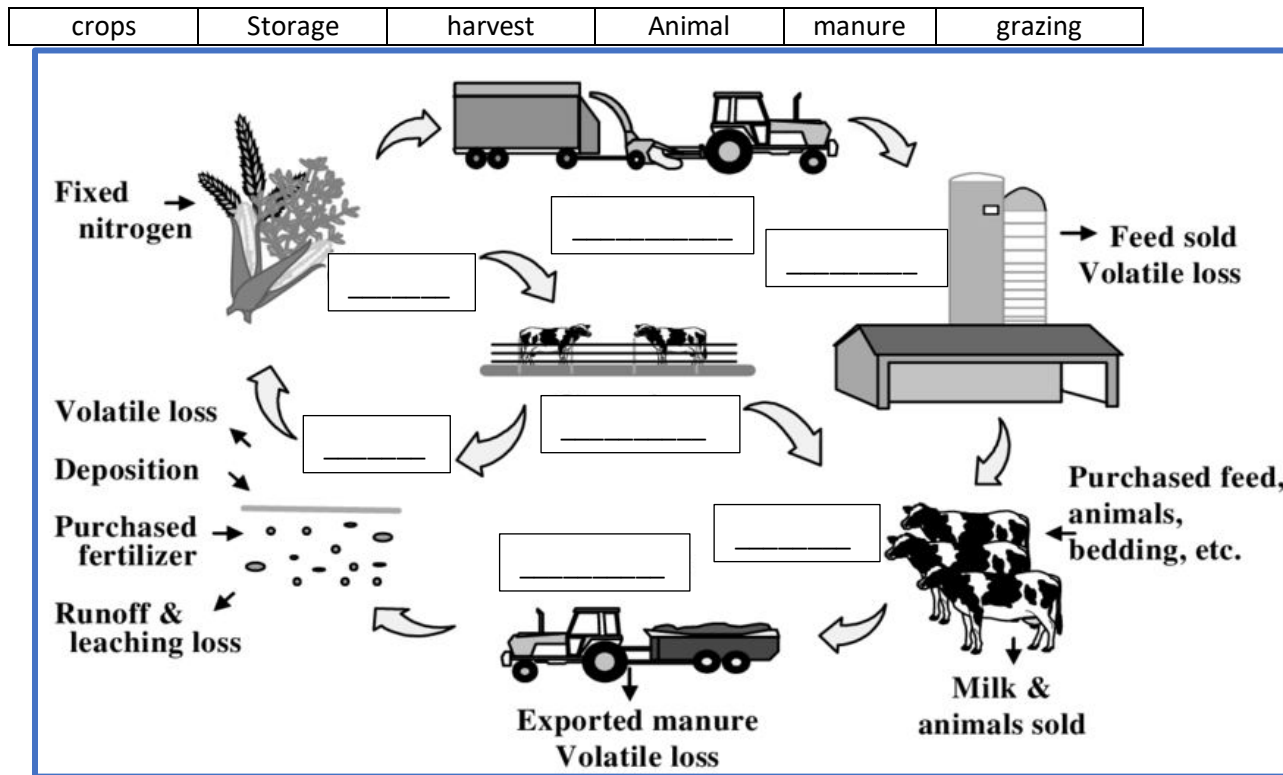 crops Storage harvest Animal manure grazing
Fixed
nitrogen
Feed sold
Volatile loss
Volatile loss
Deposition
Purchased
fertilizer
Runoff &
leaching loss
Purchased feed,
animals,
bedding, etc.
Milk &
animals sold
Exported manure
Volatile loss